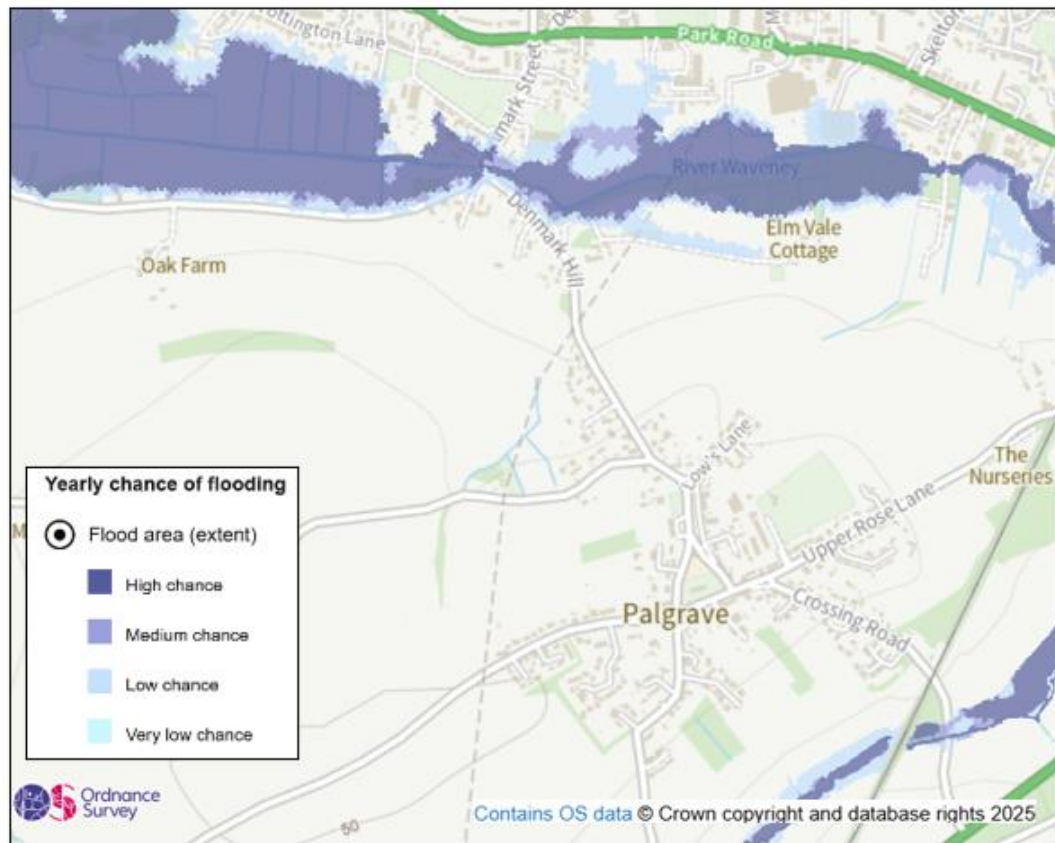 ottington Lane
mark Street
Park Road
Skelton
River Waveney
Denmark Hill
Elm Vale
Cottage
Oak Farm
Low's Lane
The
Nurseries
Upper Rose Lane
Palgrave
Crossing Road
50
Yearly chance of flooding
Flood area (extent)
High chance
Medium chance
Low chance
Very low chance
Ordnance
Survey
Contains OS data © Crown copyright and database rights 2025